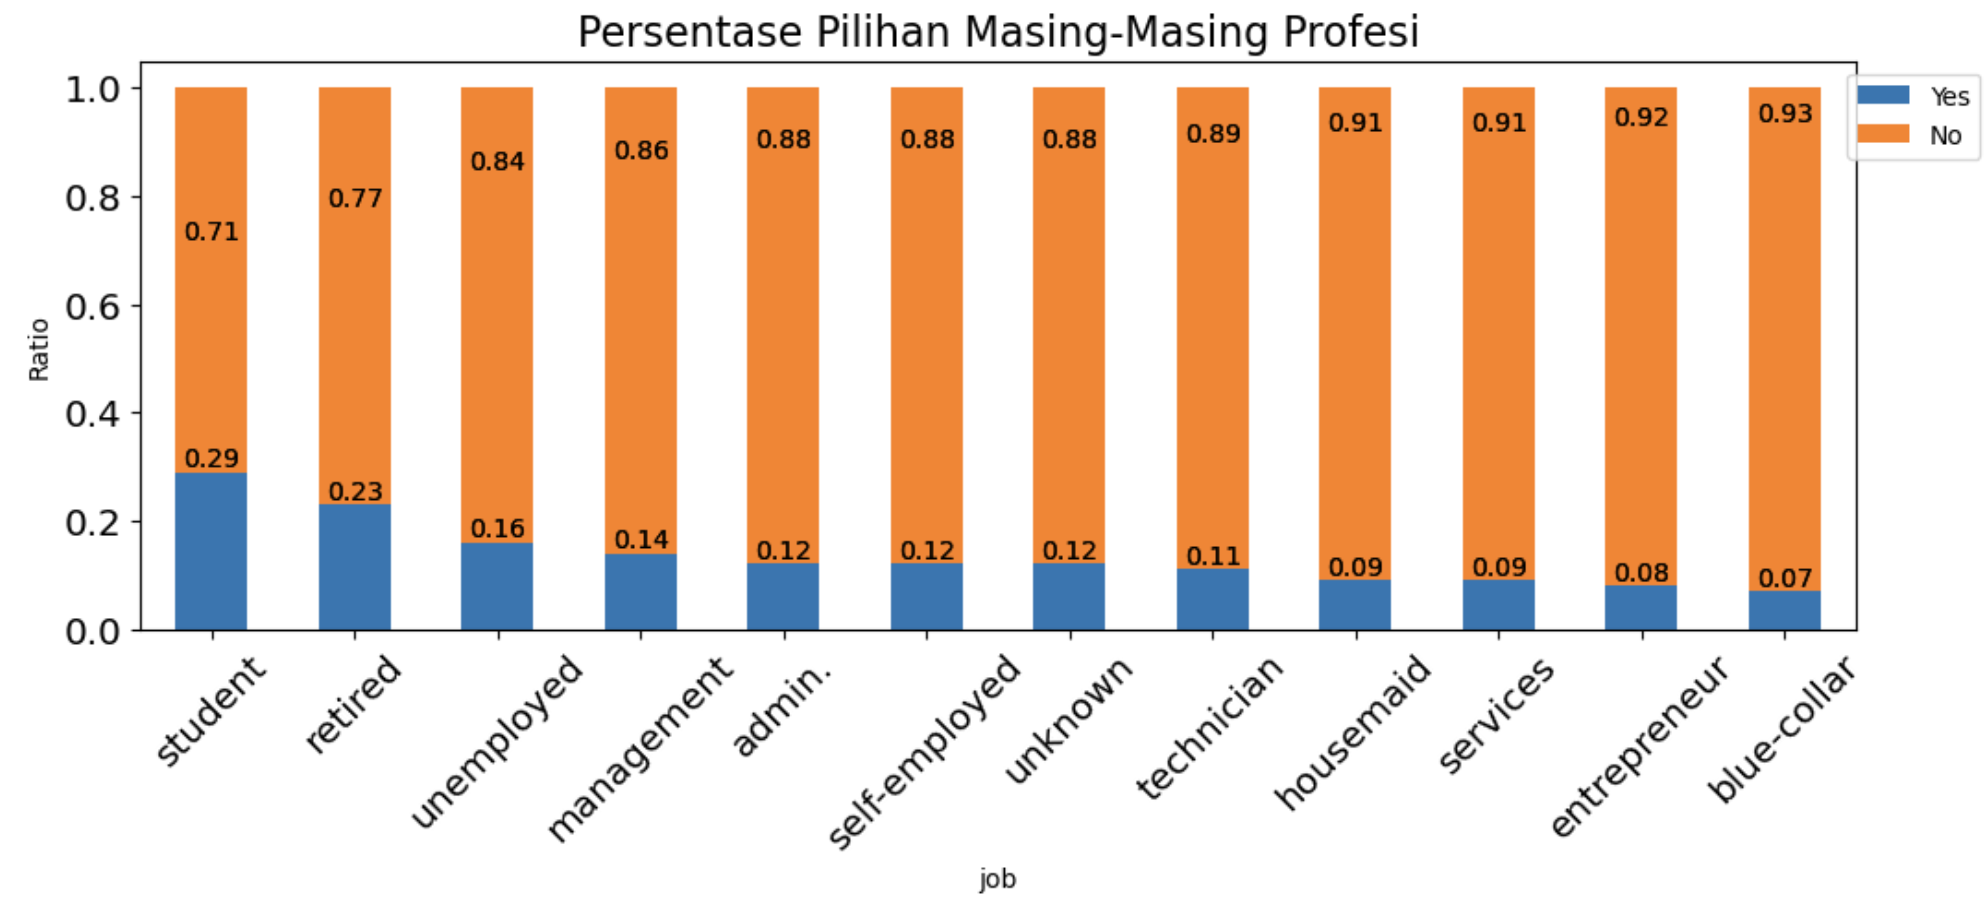 Persentase Pilihan Masing-Masing Profesi
Yes
No
Ratio
1.0
0.8
0.6
0.4
0.2
0.0
0.71
0.77
0.84
0.86
0.88
0.88
0.88
0.89
0.91
0.91
0.92
0.93
0.29
0.23
0.16
0.14
0.12
0.12
0.12
0.11
0.09
0.09
0.08
0.07
student
retired
unemployed
management
admin.
self-employed
unknown
technician
housemaid
services
entrepreneur
blue-collar
job